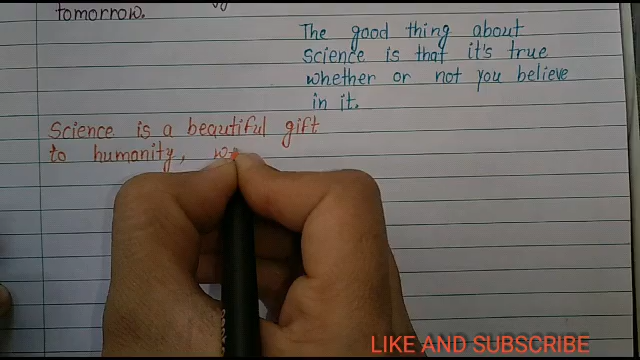 tomorrow.
The good thing about
science is that it's true
whether or not you believe
in it.
Science is a beautiful gift
to humanity,
LIKE AND SUBSCRIBE